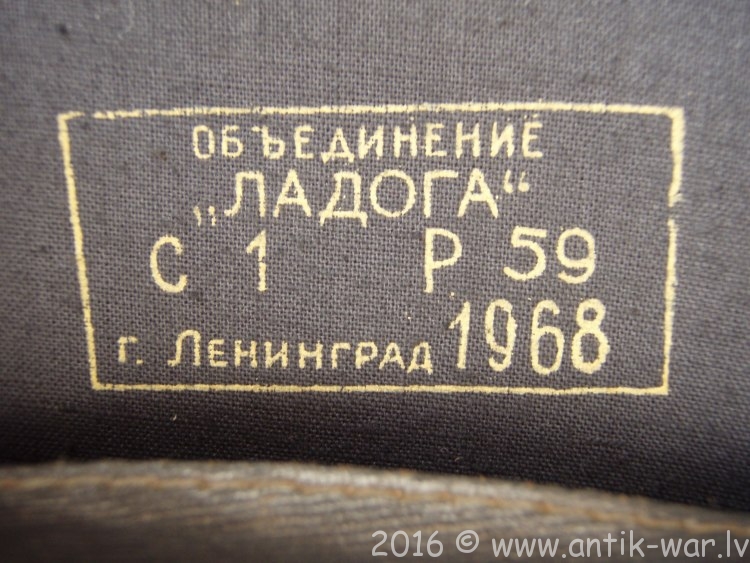 ОБЪЕДИНЕНИЕ
„ЛАДОГА“
С 1 Р 59
г. ЛЕНИНГРАД 1968
2016 © www.antik-war.lv